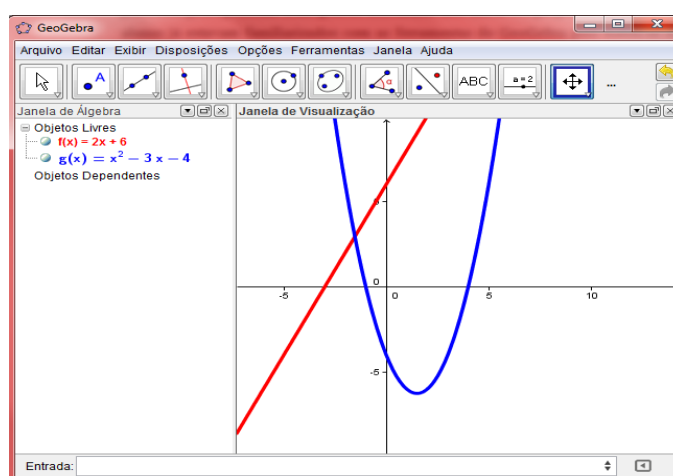 GeoGebra
Arquivo Editar Exibir Disposições Opções Ferramentas Janela Ajuda
A
α
ABC
a = 2
...
Janela de Álgebra
Janela de Visualização
Objetos Livres
f(x) = 2x + 6
g(x) = x² − 3 x − 4
Objetos Dependentes
0
-5
0
5
10
-5
Entrada: